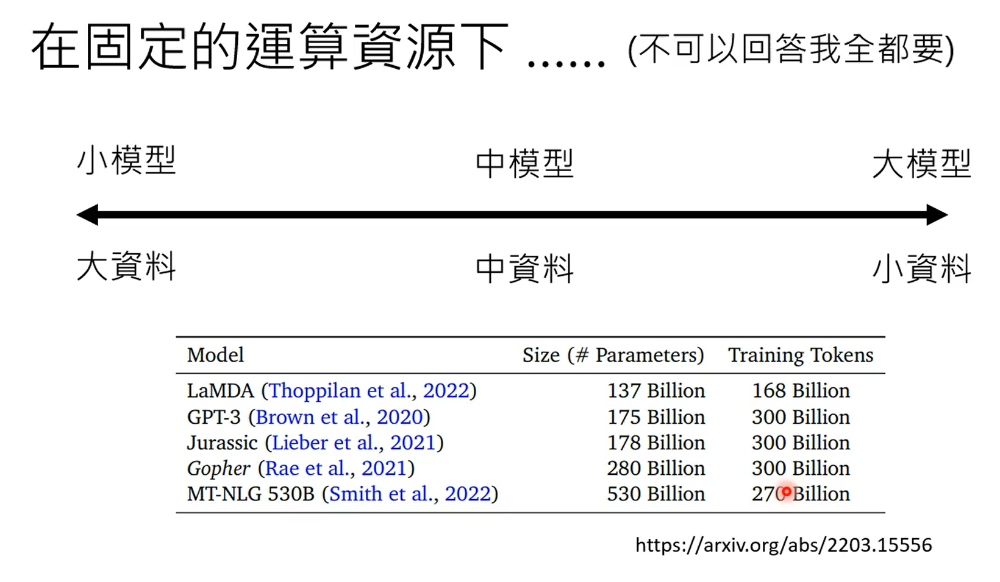 在固定的運算資源下 …… (不可以回答我全都要)
小模型 中模型 大模型
大資料 中資料 小資料
Model Size (# Parameters) Training Tokens
LaMDA (Thoppilan et al., 2022) 137 Billion 168 Billion
GPT-3 (Brown et al., 2020) 175 Billion 300 Billion
Jurassic (Lieber et al., 2021) 178 Billion 300 Billion
Gopher (Rae et al., 2021) 280 Billion 300 Billion
MT-NLG 530B (Smith et al., 2022) 530 Billion 270 Billion
https://arxiv.org/abs/2203.15556